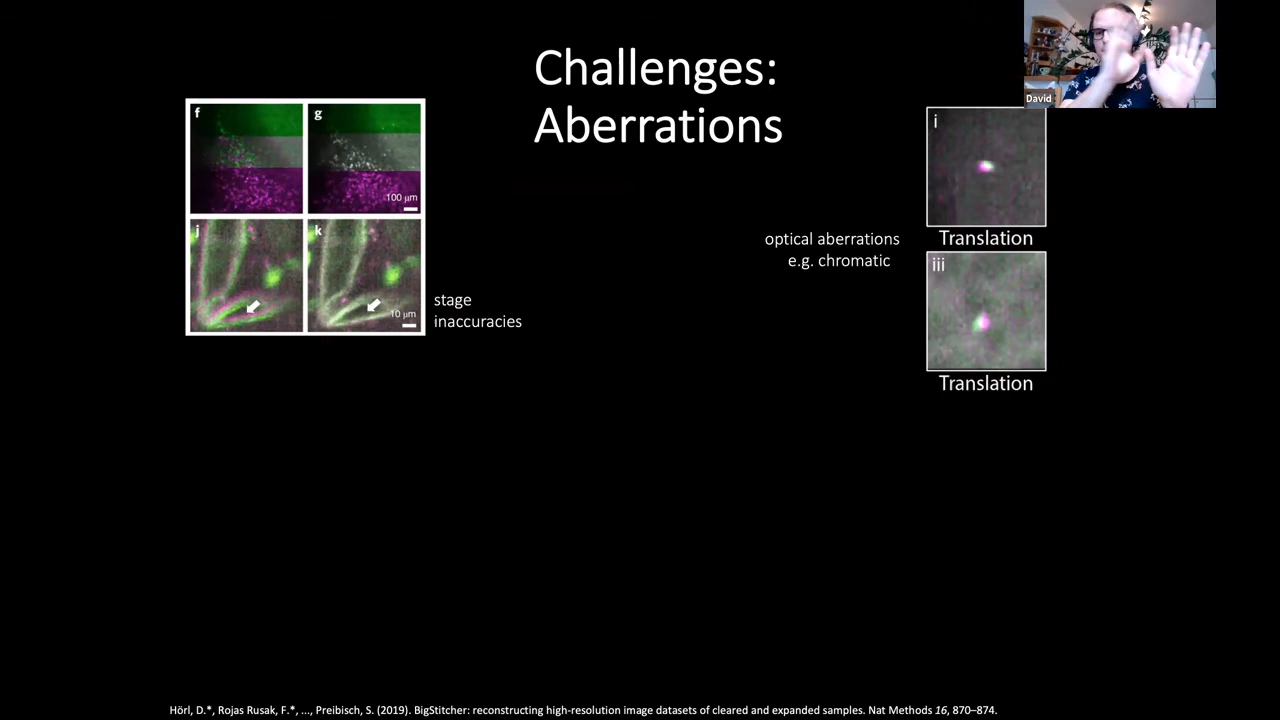 Challenges:
Aberrations
David
f
g
100 µm
j
k
10 µm
stage
inaccuracies
optical aberrations
e.g. chromatic
i
Translation
iii
Translation
Hörl, D.*, Rojas Rusak, F.*, ..., Preibisch, S. (2019). BigStitcher: reconstructing high-resolution image datasets of cleared and expanded samples. Nat Methods 16, 870–874.